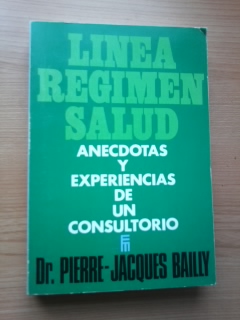 LINEA
REGIMEN
SALUD
ANECDOTAS
Y
EXPERIENCIAS
DE
UN
CONSULTORIO
Dr. PIERRE-JACQUES BAILLY